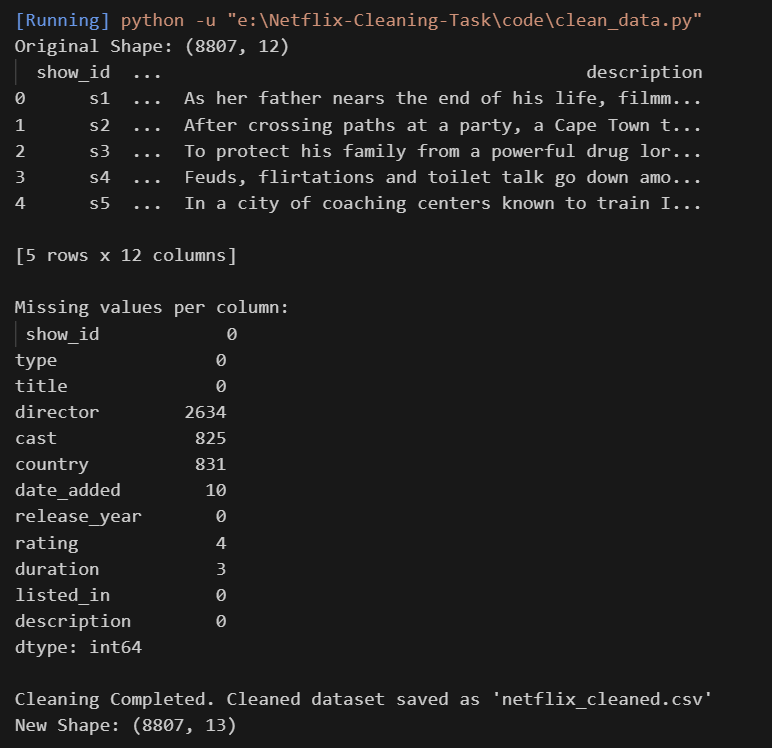 [Running] python -u "e:\Netflix-Cleaning-Task\code\clean_data.py"
Original Shape: (8807, 12)
  show_id  ...                                        description
0      s1  ...  As her father nears the end of his life, filmm...
1      s2  ...  After crossing paths at a party, a Cape Town t...
2      s3  ...  To protect his family from a powerful drug lor...
3      s4  ...  Feuds, flirtations and toilet talk go down amo...
4      s5  ...  In a city of coaching centers known to train I...

[5 rows x 12 columns]

Missing values per column:
 show_id            0
type               0
title              0
director        2634
cast             825
country          831
date_added        10
release_year       0
rating             4
duration           3
listed_in          0
description        0
dtype: int64

Cleaning Completed. Cleaned dataset saved as 'netflix_cleaned.csv'
New Shape: (8807, 13)